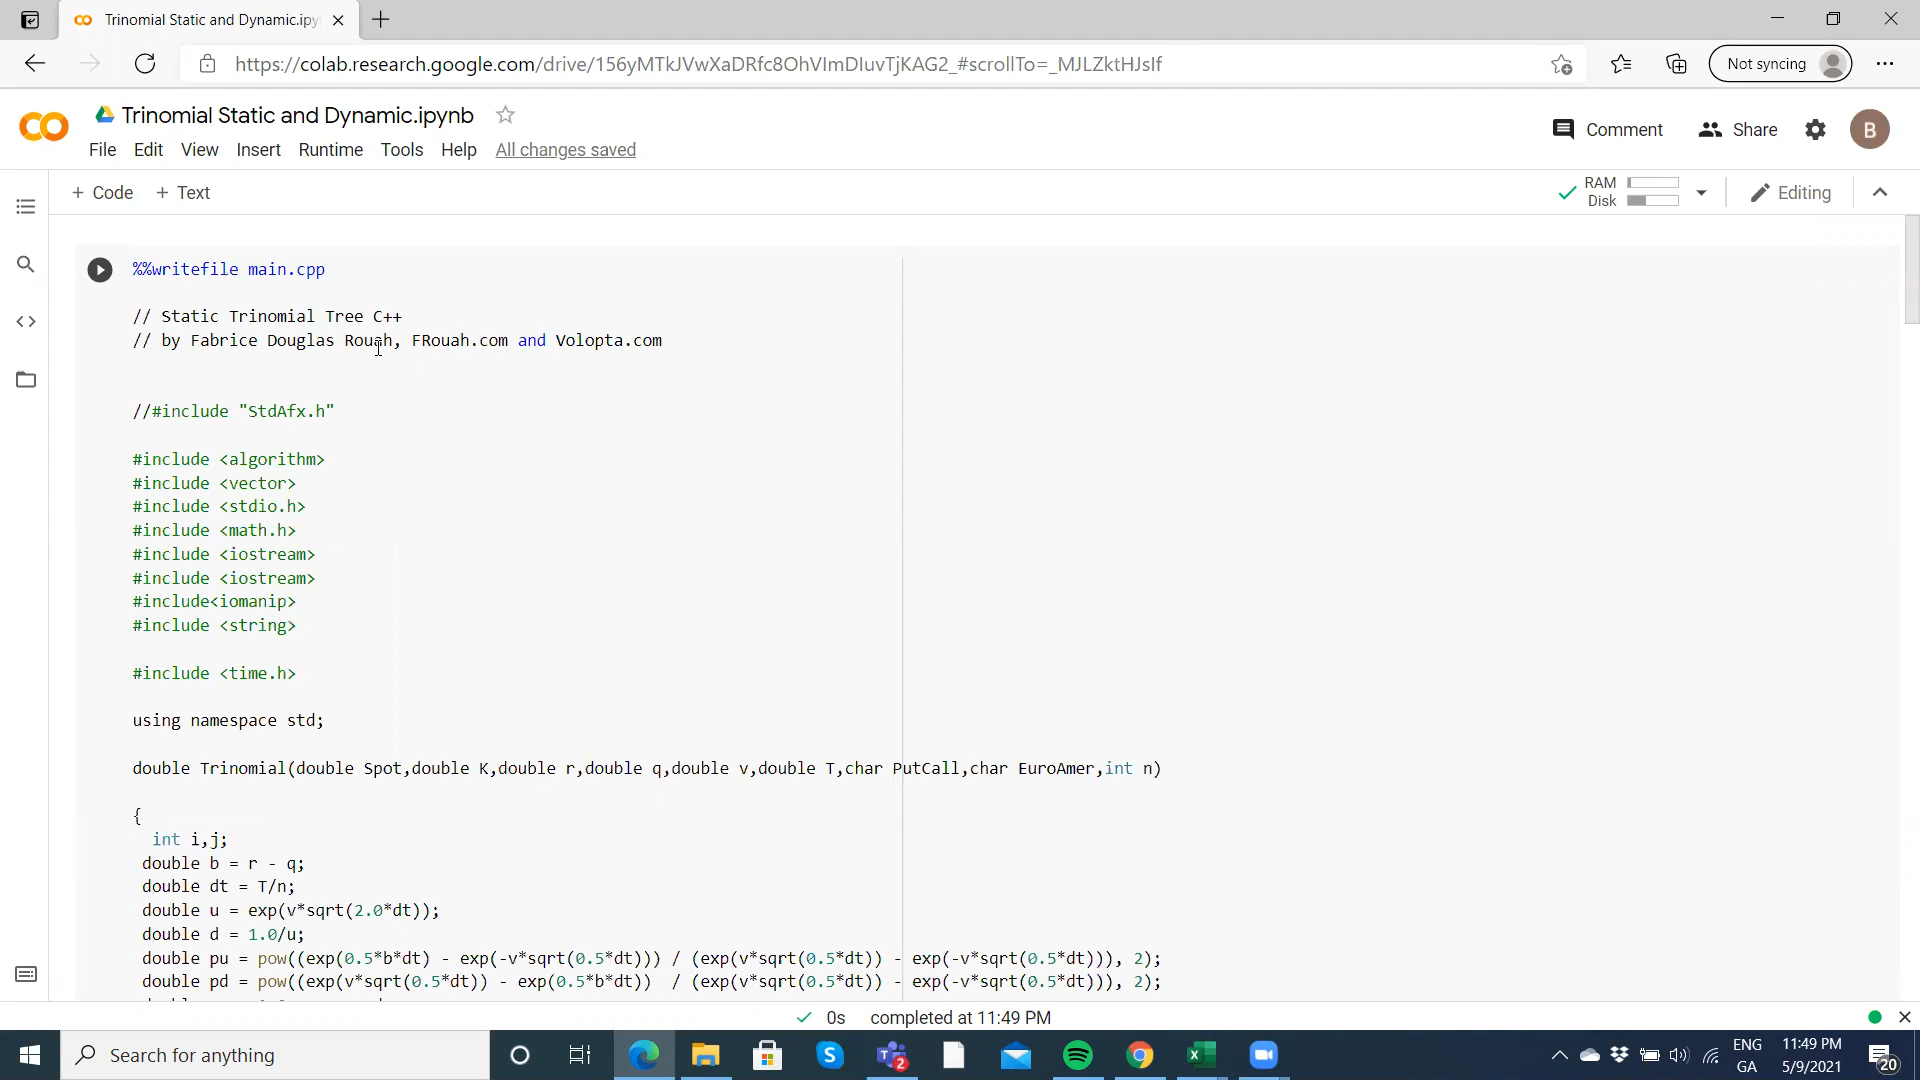 Trinomial Static and Dynamic.ipy
https://colab.research.google.com/drive/156yMTkJVwXaDRfc8OhVImDIuvTjKAG2_#scrollTo=_MJLZktHJsIf
Not syncing
Trinomial Static and Dynamic.ipynb
Comment
Share
B
File Edit View Insert Runtime Tools Help All changes saved
+ Code + Text
RAM
Disk
Editing
%%writefile main.cpp
// Static Trinomial Tree C++
// by Fabrice Douglas Rouah, FRouah.com and Volopta.com
//#include "StdAfx.h"
#include <algorithm>
#include <vector>
#include <stdio.h>
#include <math.h>
#include <iostream>
#include <iostream>
#include<iomanip>
#include <string>
#include <time.h>
using namespace std;
double Trinomial(double Spot,double K,double r,double q,double v,double T,char PutCall,char EuroAmer,int n)
{
int i,j;
double b = r - q;
double dt = T/n;
double u = exp(v*sqrt(2.0*dt));
double d = 1.0/u;
double pu = pow((exp(0.5*b*dt) - exp(-v*sqrt(0.5*dt))) / (exp(v*sqrt(0.5*dt)) - exp(-v*sqrt(0.5*dt))), 2);
double pd = pow((exp(v*sqrt(0.5*dt)) - exp(0.5*b*dt)) / (exp(v*sqrt(0.5*dt)) - exp(-v*sqrt(0.5*dt))), 2);
0s completed at 11:49 PM
Search for anything
2
ENG
GA
11:49 PM
5/9/2021
20